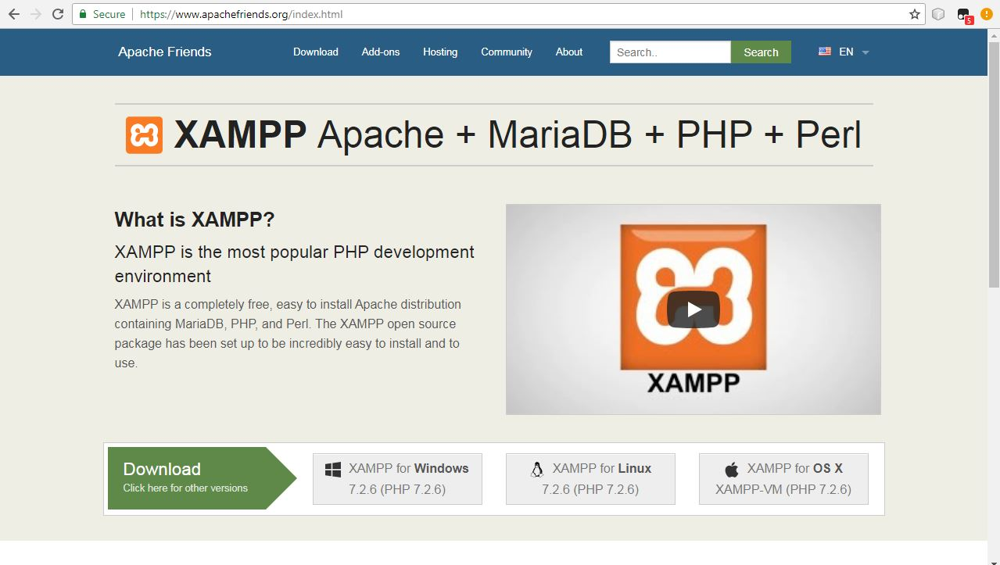 Secure https://www.apachefriends.org/index.html
5
Apache Friends Download Add-ons Hosting Community About Search.. Search EN
XAMPP Apache + MariaDB + PHP + Perl
What is XAMPP?
XAMPP is the most popular PHP development
environment
XAMPP is a completely free, easy to install Apache distribution
containing MariaDB, PHP, and Perl. The XAMPP open source
package has been set up to be incredibly easy to install and to
use.
XAMPP
Download
Click here for other versions
XAMPP for Windows
7.2.6 (PHP 7.2.6)
XAMPP for Linux
7.2.6 (PHP 7.2.6)
XAMPP for OS X
XAMPP-VM (PHP 7.2.6)